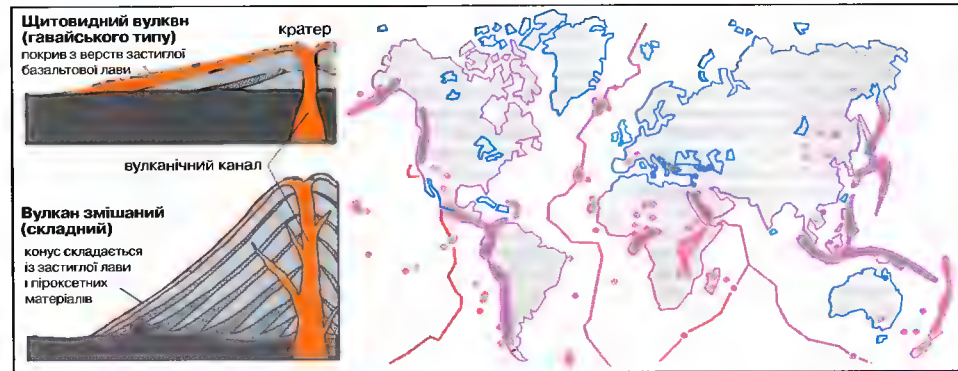 Щитовидний вулквн
(гавайського типу)
покрив з верств застиглої
базальтової лави
кратер
вулканічний канал
Вулкан змішаний
(складний)
конус складається
із застиглої лави
і піроксетних
матеріалів